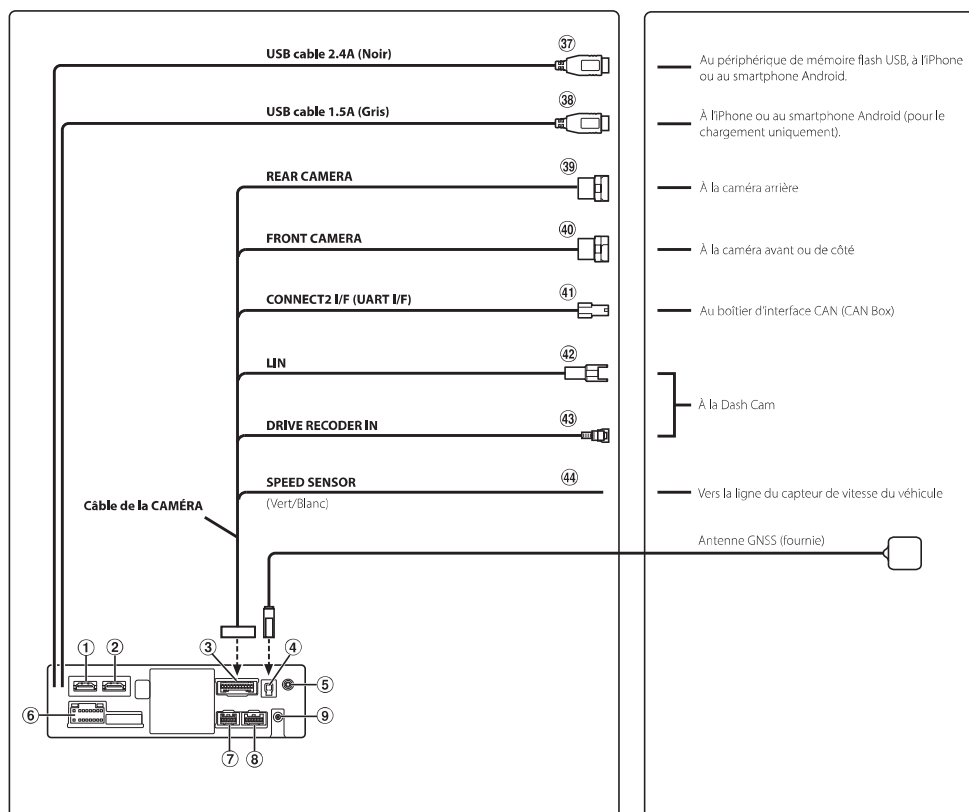 USB cable 2.4A (Noir)
㊲
Au périphérique de mémoire flash USB, à l'iPhone
ou au smartphone Android.
USB cable 1.5A (Gris)
㊳
À l'iPhone ou au smartphone Android (pour le
chargement uniquement).
REAR CAMERA
㊴
À la caméra arrière
FRONT CAMERA
㊵
À la caméra avant ou de côté
CONNECT2 I/F (UART I/F)
㊶
Au boîtier d'interface CAN (CAN Box)
LIN
㊷
À la Dash Cam
DRIVE RECODER IN
㊸
SPEED SENSOR
(Vert/Blanc)
㊹
Vers la ligne du capteur de vitesse du véhicule
Câble de la CAMÉRA
Antenne GNSS (fournie)
①
②
③
④
⑤
⑥
⑦
⑧
⑨